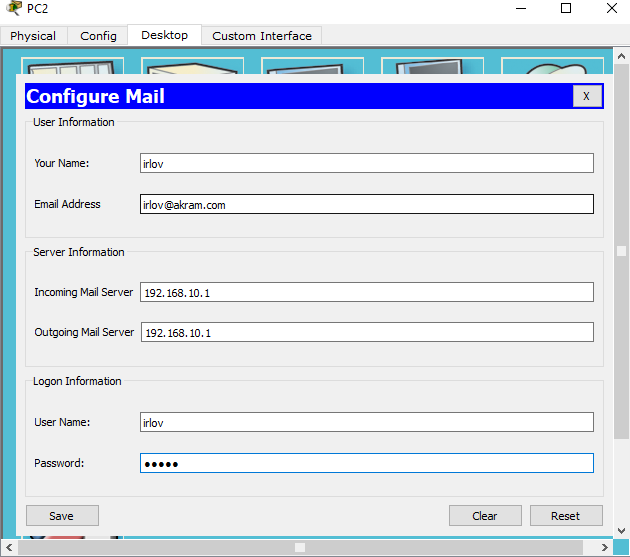 PC2
Physical Config Desktop Custom Interface
Configure Mail X
User Information
Your Name: irlov
Email Address irlov@akram.com
Server Information
Incoming Mail Server 192.168.10.1
Outgoing Mail Server 192.168.10.1
Logon Information
User Name: irlov
Password: •••••
Save Clear Reset